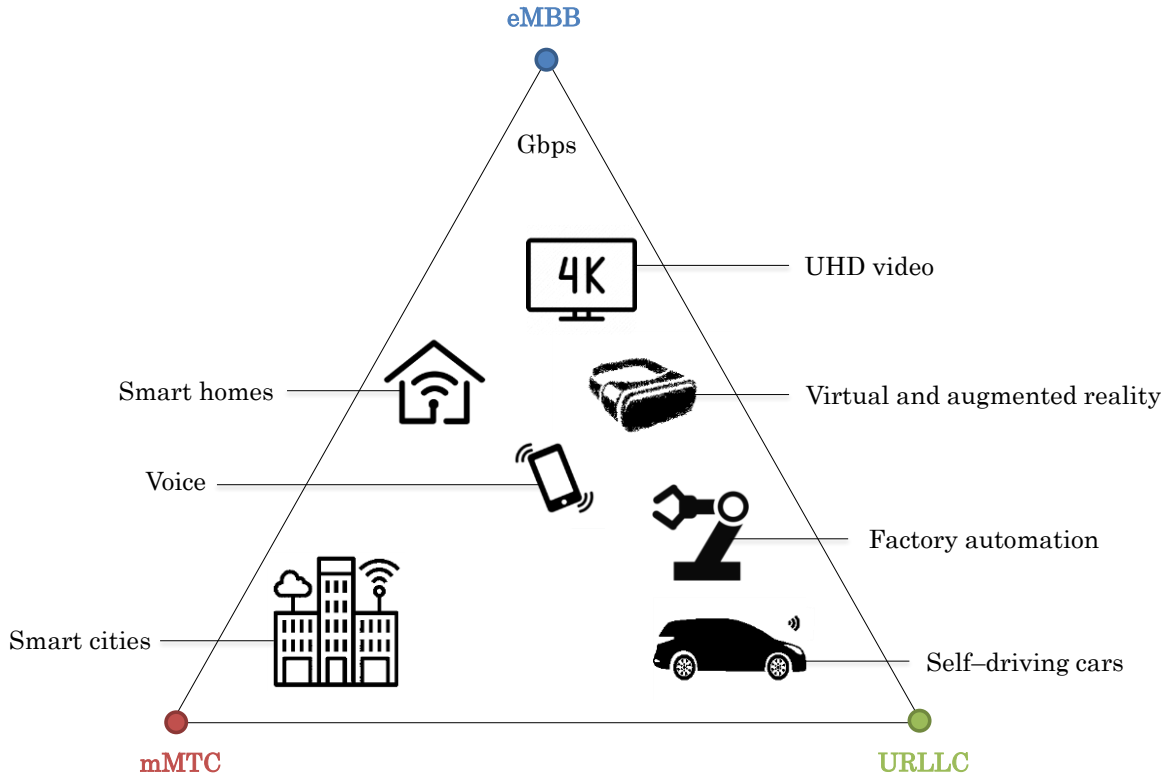 eMBB
Gbps
4K
UHD video
Smart homes
Virtual and augmented reality
Voice
Factory automation
Smart cities
Self–driving cars
mMTC
URLLC